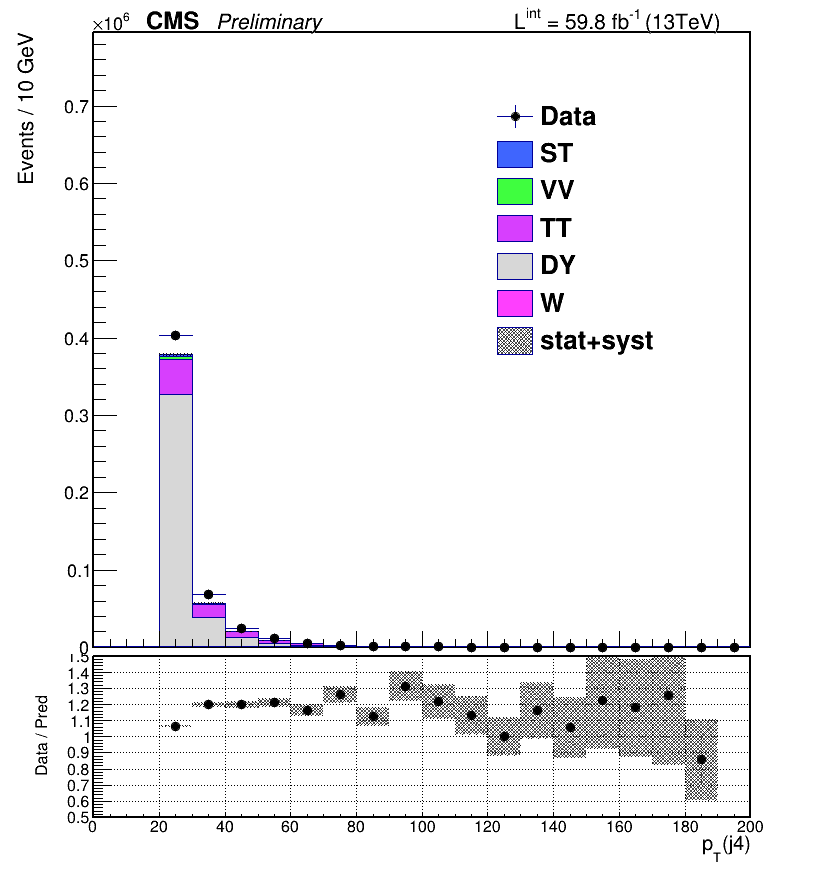 ×10⁶ CMS Preliminary L^int = 59.8 fb⁻¹ (13TeV)
Events / 10 GeV
0.7
0.6
0.5
0.4
0.3
0.2
0.1
0
Data
ST
VV
TT
DY
W
stat+syst
Data / Pred
1.5
1.4
1.3
1.2
1.1
1
0.9
0.8
0.7
0.6
0.5
0 20 40 60 80 100 120 140 160 180 200
p_T(j4)